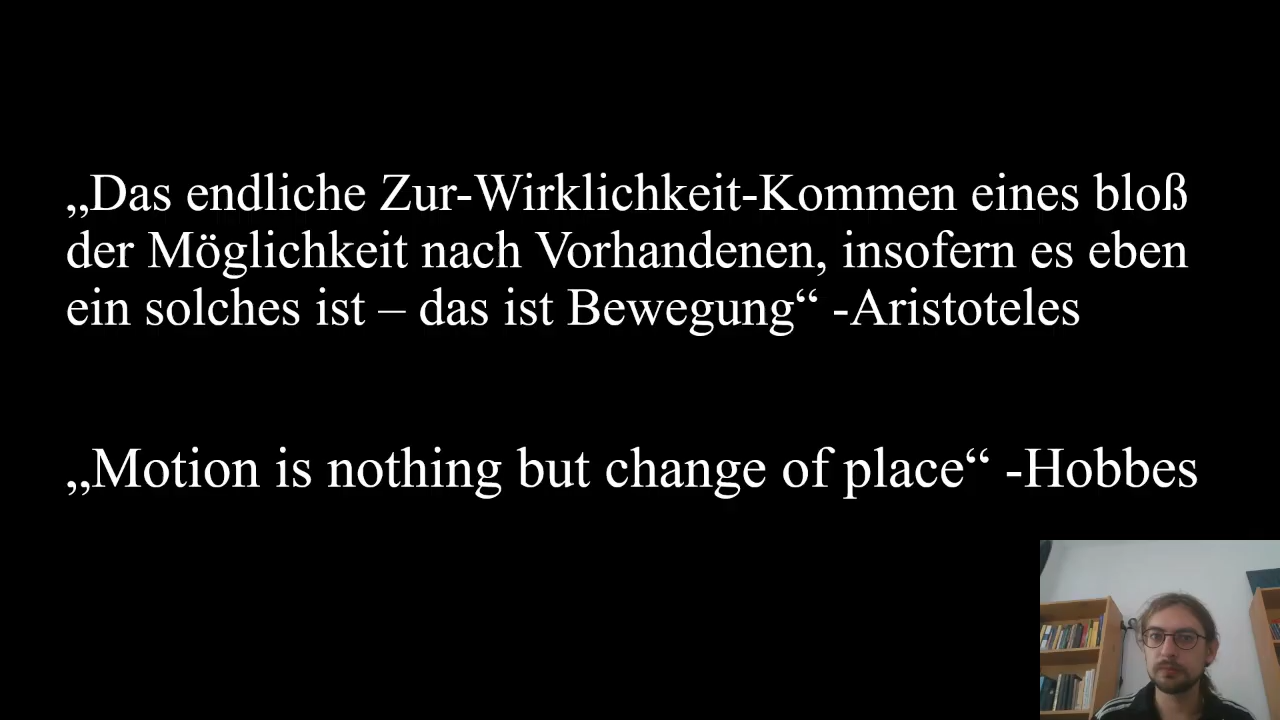 „Das endliche Zur-Wirklichkeit-Kommen eines bloß
der Möglichkeit nach Vorhandenen, insofern es eben
ein solches ist – das ist Bewegung“ -Aristoteles
„Motion is nothing but change of place“ -Hobbes